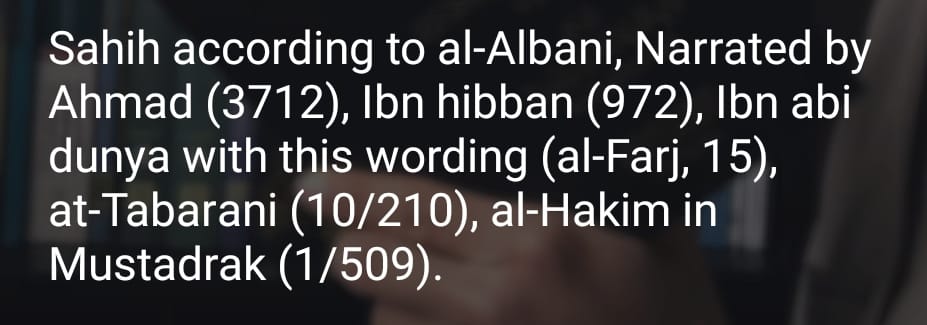 Sahih according to al-Albani, Narrated by
Ahmad (3712), Ibn hibban (972), Ibn abi
dunya with this wording (al-Farj, 15),
at-Tabarani (10/210), al-Hakim in
Mustadrak (1/509).